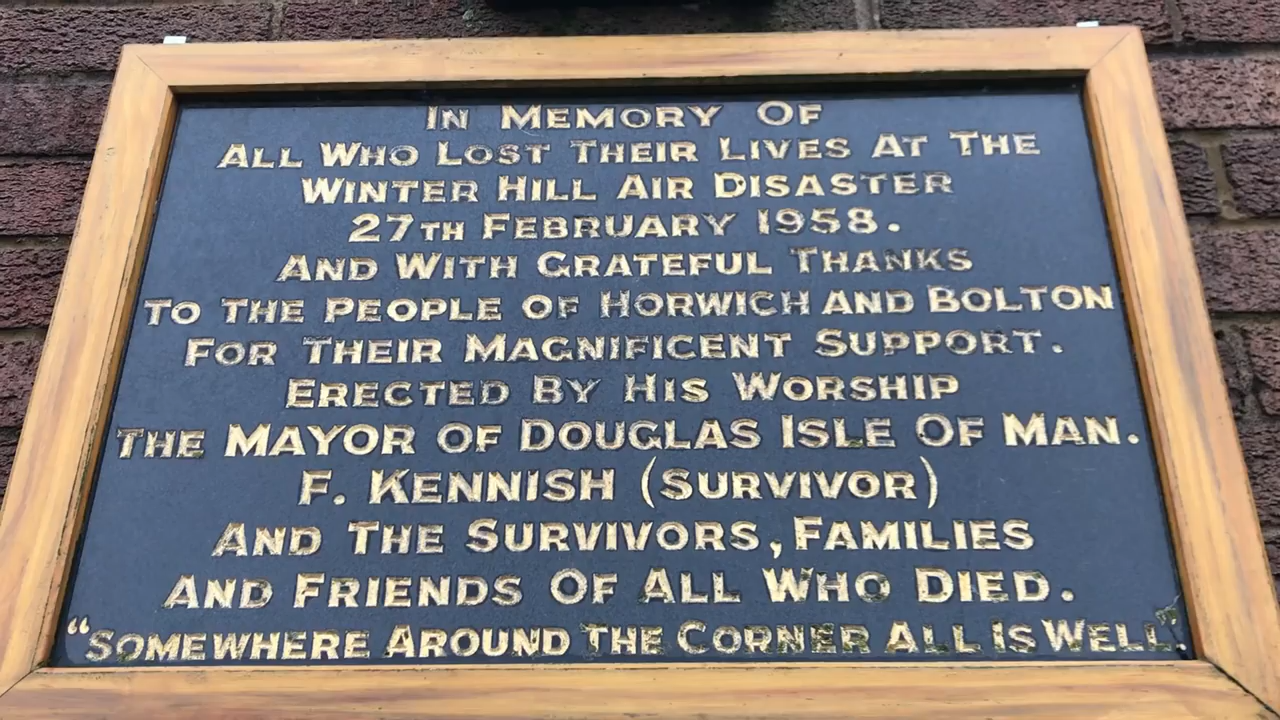 In Memory Of
All Who Lost Their Lives At The
Winter Hill Air Disaster
27th February 1958.
And With Grateful Thanks
To The People Of Horwich And Bolton
For Their Magnificent Support.
Erected By His Worship
The Mayor Of Douglas Isle Of Man.
F. Kennish (Survivor)
And The Survivors, Families
And Friends Of All Who Died.
“Somewhere Around The Corner All Is Well”.